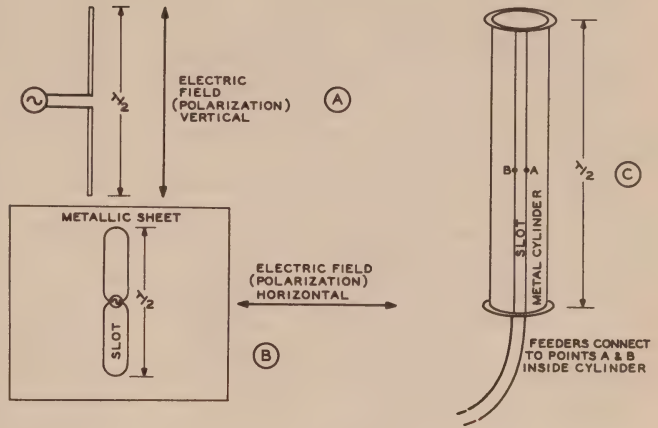 λ/2
ELECTRIC
FIELD
(POLARIZATION)
VERTICAL
A
METALLIC SHEET
λ/2
SLOT
ELECTRIC FIELD
(POLARIZATION)
HORIZONTAL
B
B
A
SLOT
METAL CYLINDER
λ/2
C
FEEDERS CONNECT
TO POINTS A & B
INSIDE CYLINDER